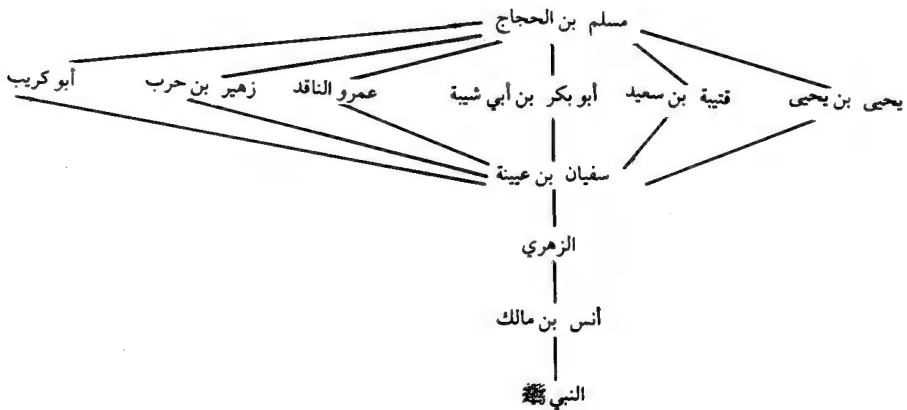 مسلم بن الحجاج
يحيى بن يحيى قتيبة بن سعيد أبو بكر بن أبي شيبة عمرو الناقد زهير بن حرب أبو كريب
سفيان بن عيينة
الزهري
أنس بن مالك
النبي ﷺ